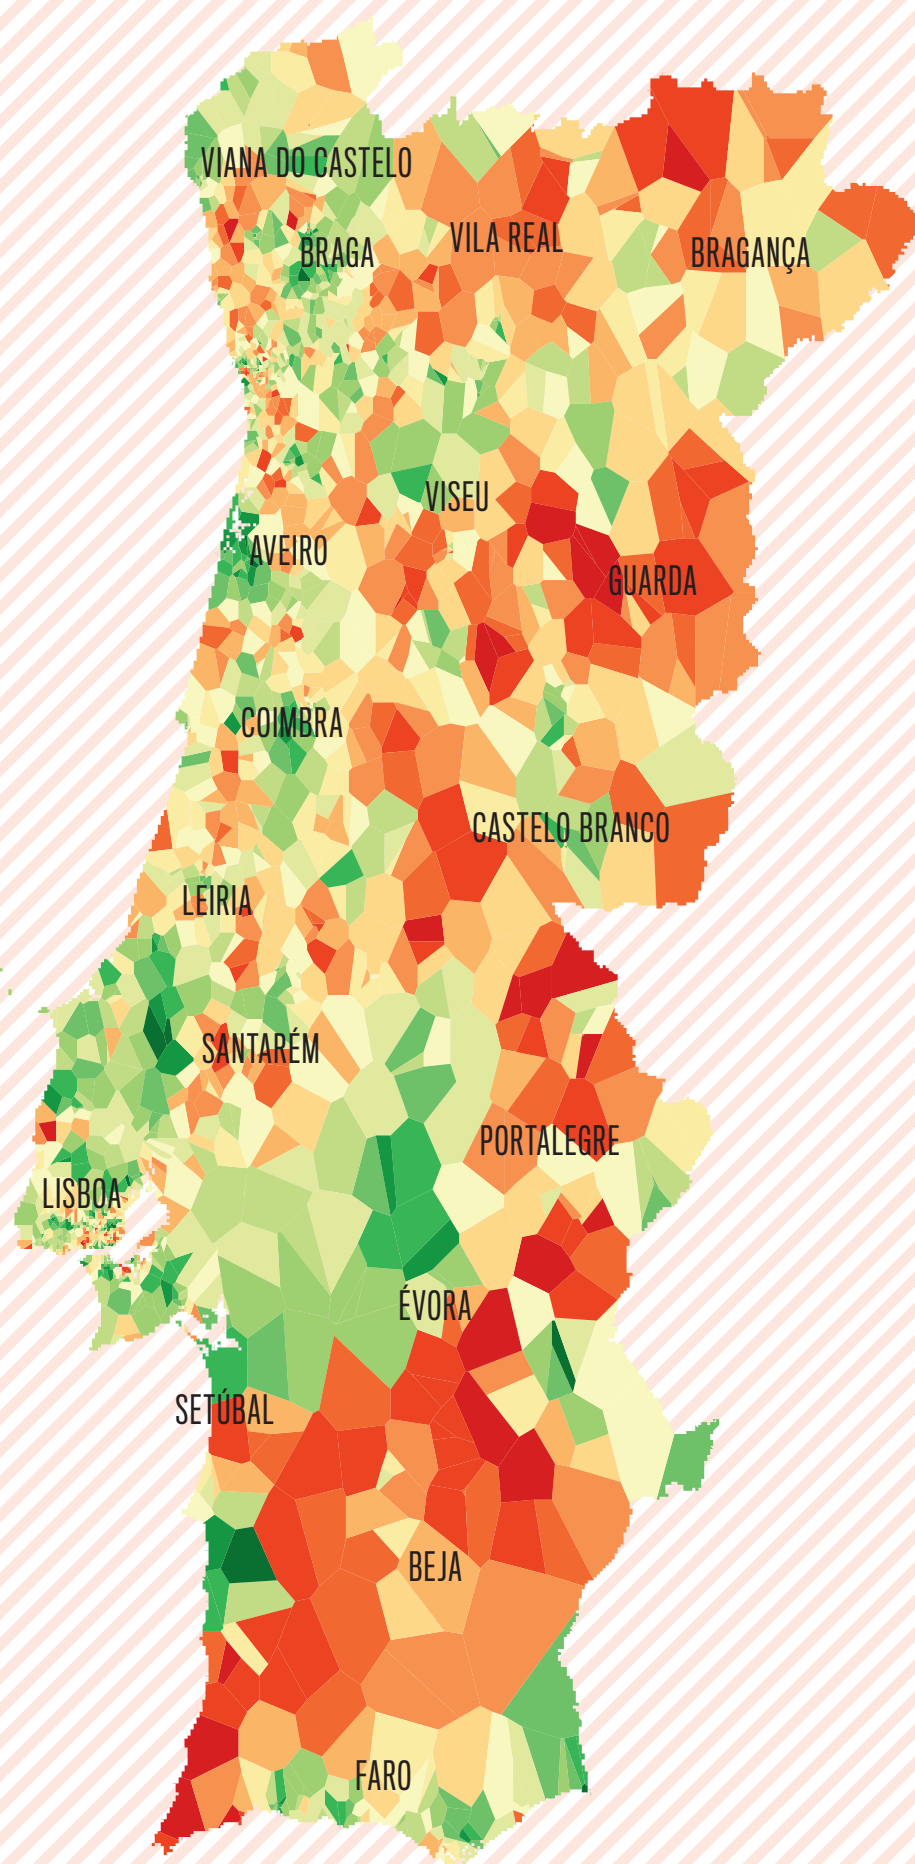 VIANA DO CASTELO
BRAGA
VILA REAL
BRAGANÇA
VISEU
AVEIRO
GUARDA
COIMBRA
CASTELO BRANCO
LEIRIA
SANTARÉM
PORTALEGRE
LISBOA
ÉVORA
SETÚBAL
BEJA
FARO